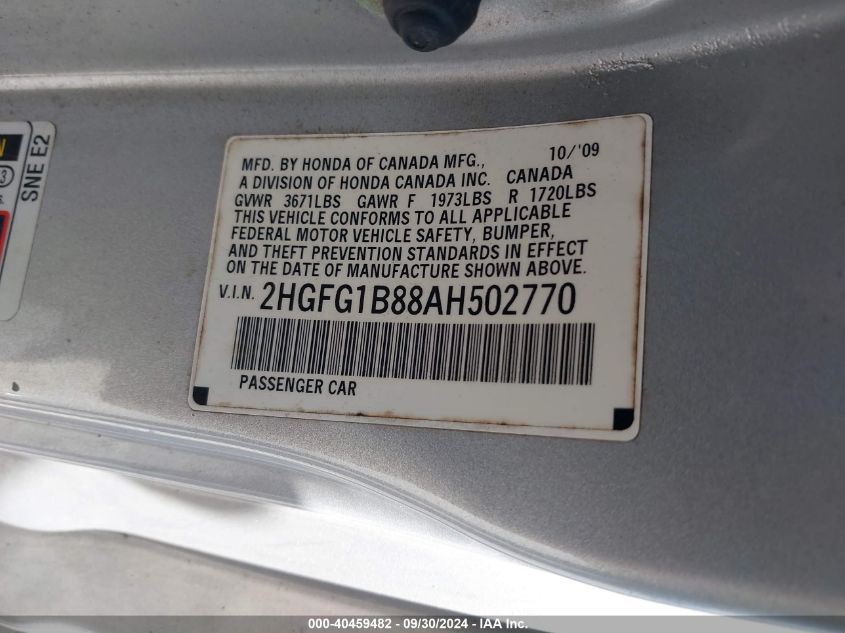 N
3
S.
SNE E2
MFD. BY HONDA OF CANADA MFG., 10/'09
A DIVISION OF HONDA CANADA INC. CANADA
GVWR 3671LBS GAWR F 1973LBS R 1720LBS
THIS VEHICLE CONFORMS TO ALL APPLICABLE
FEDERAL MOTOR VEHICLE SAFETY, BUMPER,
AND THEFT PREVENTION STANDARDS IN EFFECT
ON THE DATE OF MANUFACTURE SHOWN ABOVE.
V.I.N. 2HGFG1B88AH502770
PASSENGER CAR
000-40459482 - 09/30/2024 - IAA Inc.